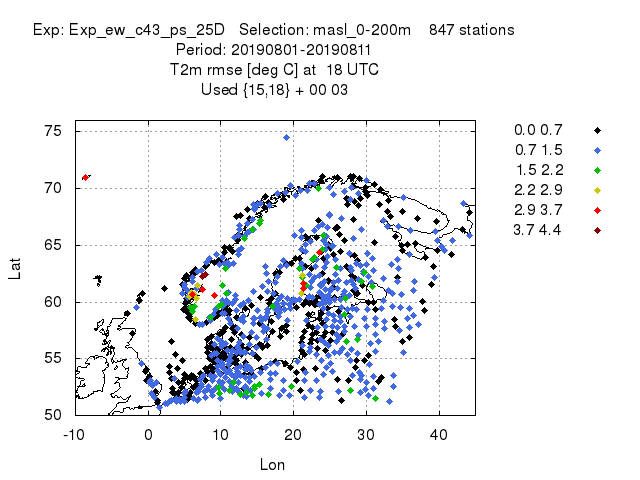 Exp: Exp_ew_c43_ps_25D   Selection: masl_0-200m    847 stations
Period: 20190801-20190811
T2m rmse [deg C] at  18 UTC
Used {15,18} + 00 03
0.0 0.7
0.7 1.5
1.5 2.2
2.2 2.9
2.9 3.7
3.7 4.4
75
70
65
60
55
50
Lat
-10 0 10 20 30 40
Lon